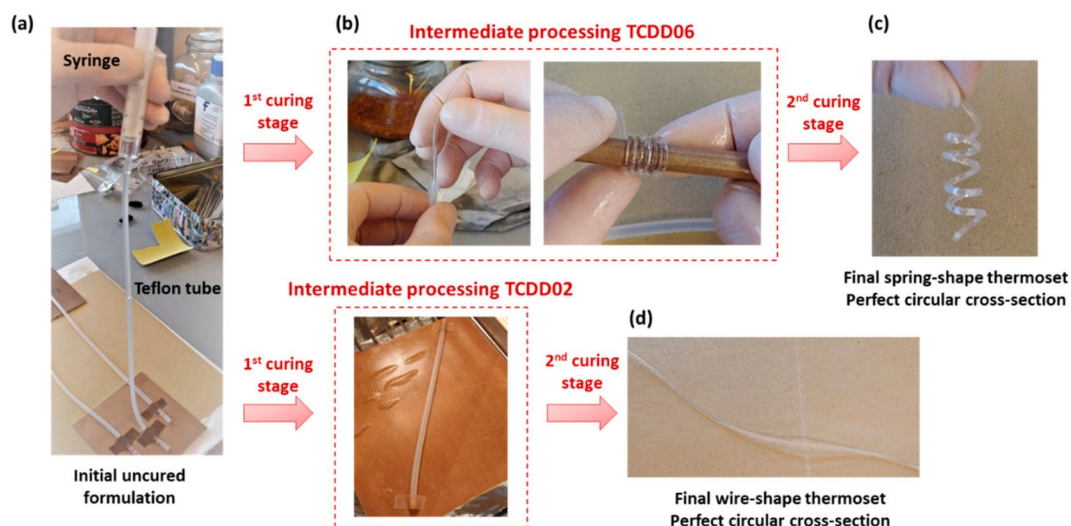 (a)
Syringe
Teflon tube
Initial uncured
formulation
1st curing
stage
(b)
Intermediate processing TCDD06
2nd curing
stage
(c)
Final spring-shape thermoset
Perfect circular cross-section
1st curing
stage
Intermediate processing TCDD02
2nd curing
stage
(d)
Final wire-shape thermoset
Perfect circular cross-section